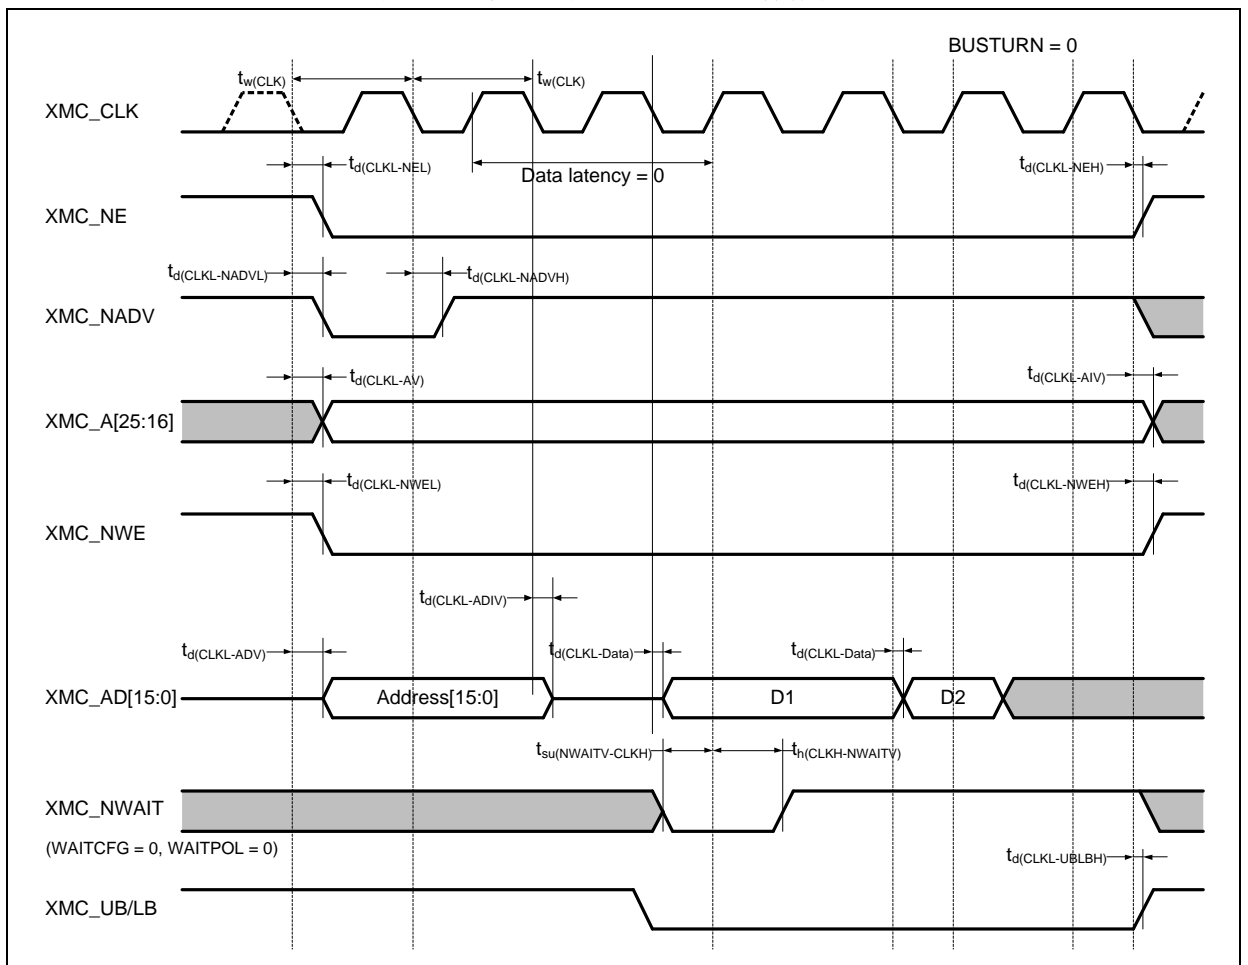 BUSTURN = 0
tw(CLK) tw(CLK)
XMC_CLK
td(CLKL-NEL) Data latency = 0 td(CLKL-NEH)
XMC_NE
td(CLKL-NADVL) td(CLKL-NADVH)
XMC_NADV
td(CLKL-AV) td(CLKL-AIV)
XMC_A[25:16]
td(CLKL-NWEL) td(CLKL-NWEH)
XMC_NWE
td(CLKL-ADIV)
td(CLKL-ADV) td(CLKL-Data) td(CLKL-Data)
XMC_AD[15:0] Address[15:0] D1 D2
tsu(NWAITV-CLKH) th(CLKH-NWAITV)
XMC_NWAIT
(WAITCFG = 0, WAITPOL = 0)
td(CLKL-UBLBH)
XMC_UB/LB